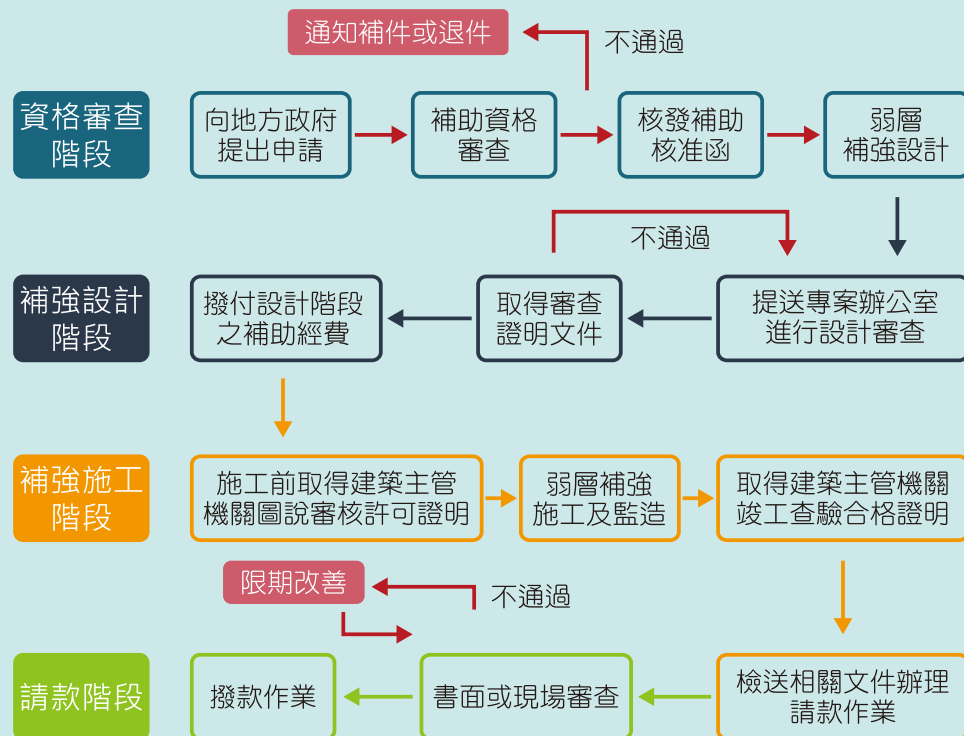 通知補件或退件
不通過
資格審查
階段
向地方政府
提出申請
補助資格
審查
核發補助
核准函
弱層
補強設計
不通過
補強設計
階段
撥付設計階段
之補助經費
取得審查
證明文件
提送專案辦公室
進行設計審查
補強施工
階段
施工前取得建築主管
機關圖說審核許可證明
弱層補強
施工及監造
取得建築主管機關
竣工查驗合格證明
限期改善
不通過
請款階段
撥款作業
書面或現場審查
檢送相關文件辦理
請款作業